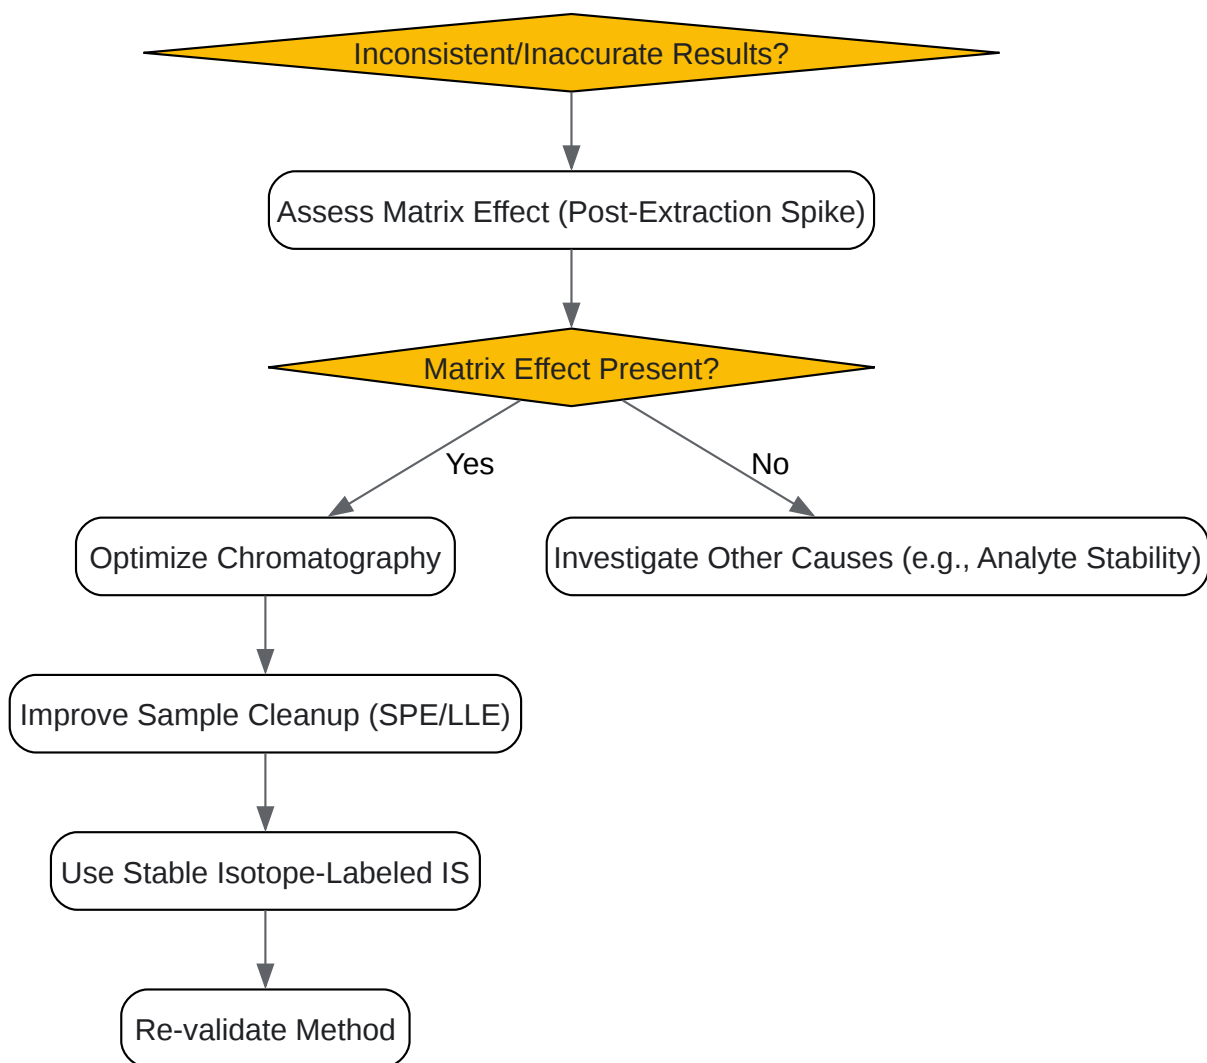 Inconsistent/Inaccurate Results?
Assess Matrix Effect (Post-Extraction Spike)
Matrix Effect Present?
Yes
No
Optimize Chromatography
Investigate Other Causes (e.g., Analyte Stability)
Improve Sample Cleanup (SPE/LLE)
Use Stable Isotope-Labeled IS
Re-validate Method